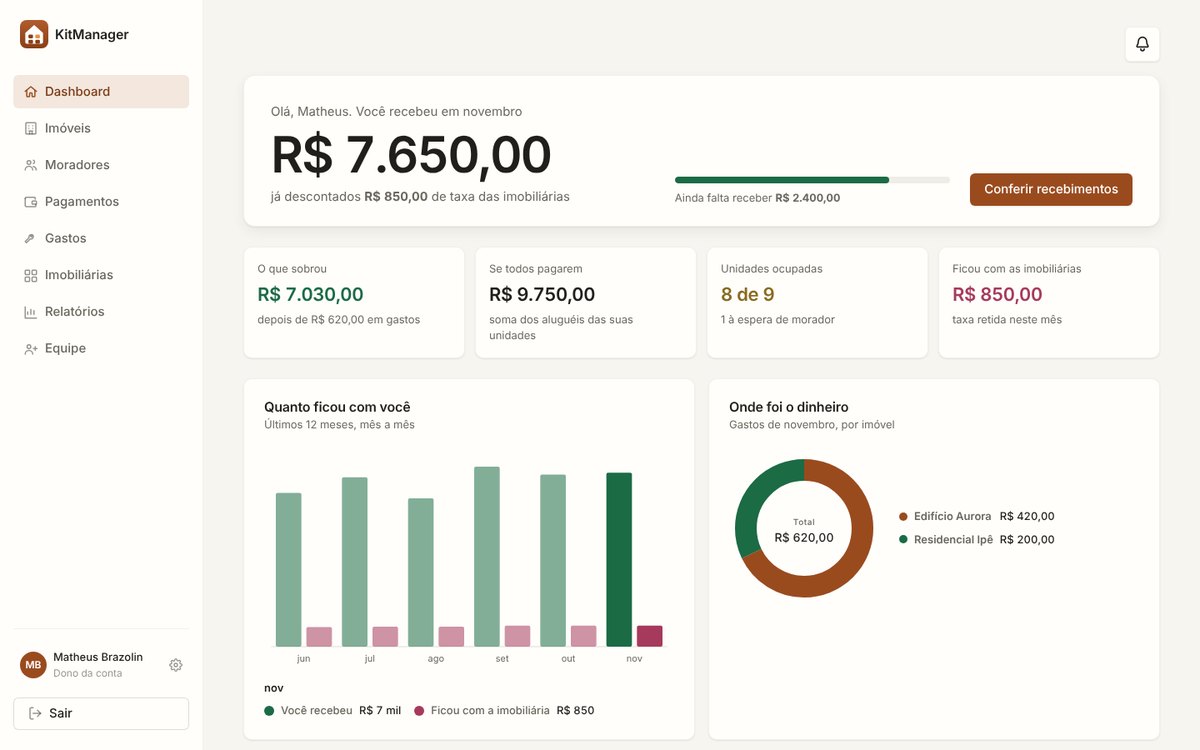 KitManager
Dashboard
Imóveis
Moradores
Pagamentos
Gastos
Imobiliárias
Relatórios
Equipe
MB
Matheus Brazolin
Dono da conta
Sair
Olá, Matheus. Você recebeu em novembro
R$ 7.650,00
já descontados R$ 850,00 de taxa das imobiliárias
Ainda falta receber R$ 2.400,00
Conferir recebimentos
O que sobrou
R$ 7.030,00
depois de R$ 620,00 em gastos
Se todos pagarem
R$ 9.750,00
soma dos aluguéis das suas
unidades
Unidades ocupadas
8 de 9
1 à espera de morador
Ficou com as imobiliárias
R$ 850,00
taxa retida neste mês
Quanto ficou com você
Últimos 12 meses, mês a mês
jun jul ago set out nov
nov
Você recebeu R$ 7 mil Ficou com a imobiliária R$ 850
Onde foi o dinheiro
Gastos de novembro, por imóvel
Total
R$ 620,00
Edifício Aurora R$ 420,00
Residencial Ipê R$ 200,00